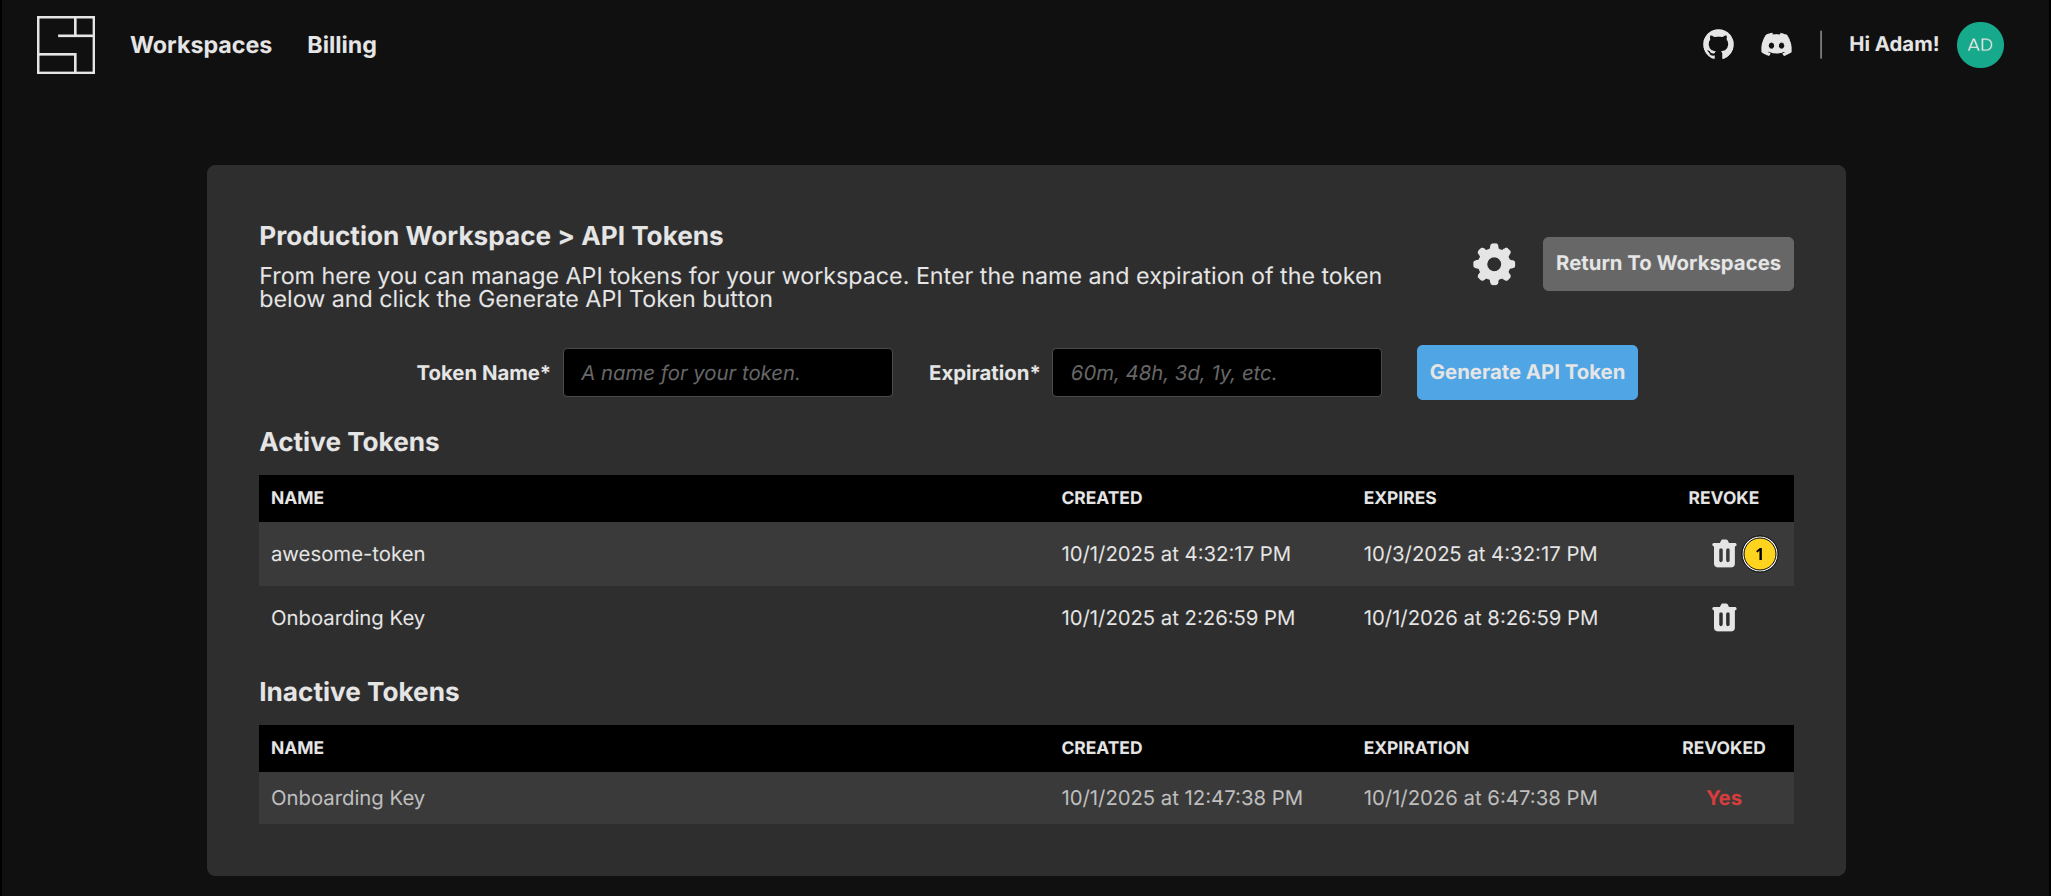 Workspaces Billing Hi Adam! AD
Production Workspace > API Tokens
From here you can manage API tokens for your workspace. Enter the name and expiration of the token
below and click the Generate API Token button
Return To Workspaces
Token Name* A name for your token. Expiration* 60m, 48h, 3d, 1y, etc. Generate API Token
Active Tokens
NAME CREATED EXPIRES REVOKE
awesome-token 10/1/2025 at 4:32:17 PM 10/3/2025 at 4:32:17 PM 1
Onboarding Key 10/1/2025 at 2:26:59 PM 10/1/2026 at 8:26:59 PM
Inactive Tokens
NAME CREATED EXPIRATION REVOKED
Onboarding Key 10/1/2025 at 12:47:38 PM 10/1/2026 at 6:47:38 PM Yes